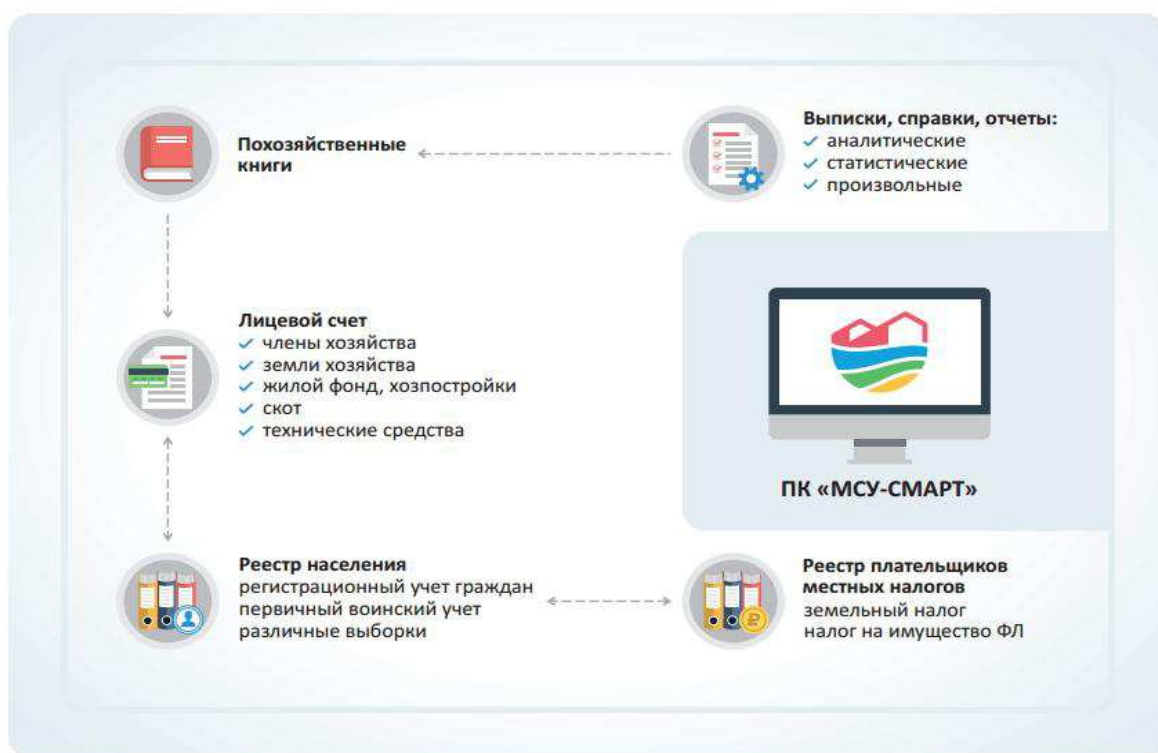 Похозяйственные
книги
Выписки, справки, отчеты:
аналитические
статистические
произвольные
Лицевой счет
члены хозяйства
земли хозяйства
жилой фонд, хозпостройки
скот
технические средства
ПК «МСУ-СМАРТ»
Реестр населения
регистрационный учет граждан
первичный воинский учет
различные выборки
Реестр плательщиков
местных налогов
земельный налог
налог на имущество ФЛ